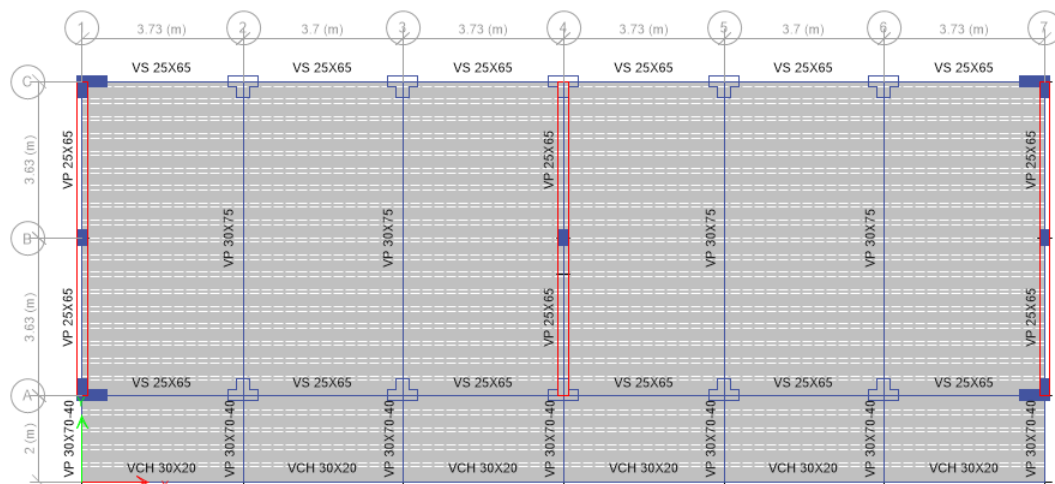 1 2 3 4 5 6 7
3.73 (m) 3.7 (m) 3.73 (m) 3.73 (m) 3.7 (m) 3.73 (m)
C
VS 25X65 VS 25X65 VS 25X65 VS 25X65 VS 25X65 VS 25X65
3.63 (m)
VP 25X65 VP 25X65 VP 25X65
B
VP 30X75 VP 30X75 VP 30X75 VP 30X75
3.63 (m)
VP 25X65 VP 25X65 VP 25X65
VS 25X65 VS 25X65 VS 25X65 VS 25X65 VS 25X65 VS 25X65
A
2 (m)
VP 30X70-40 VP 30X70-40 VP 30X70-40 VP 30X70-40 VP 30X70-40 VP 30X70-40 VP 30X70-40
VCH 30X20 VCH 30X20 VCH 30X20 VCH 30X20 VCH 30X20 VCH 30X20